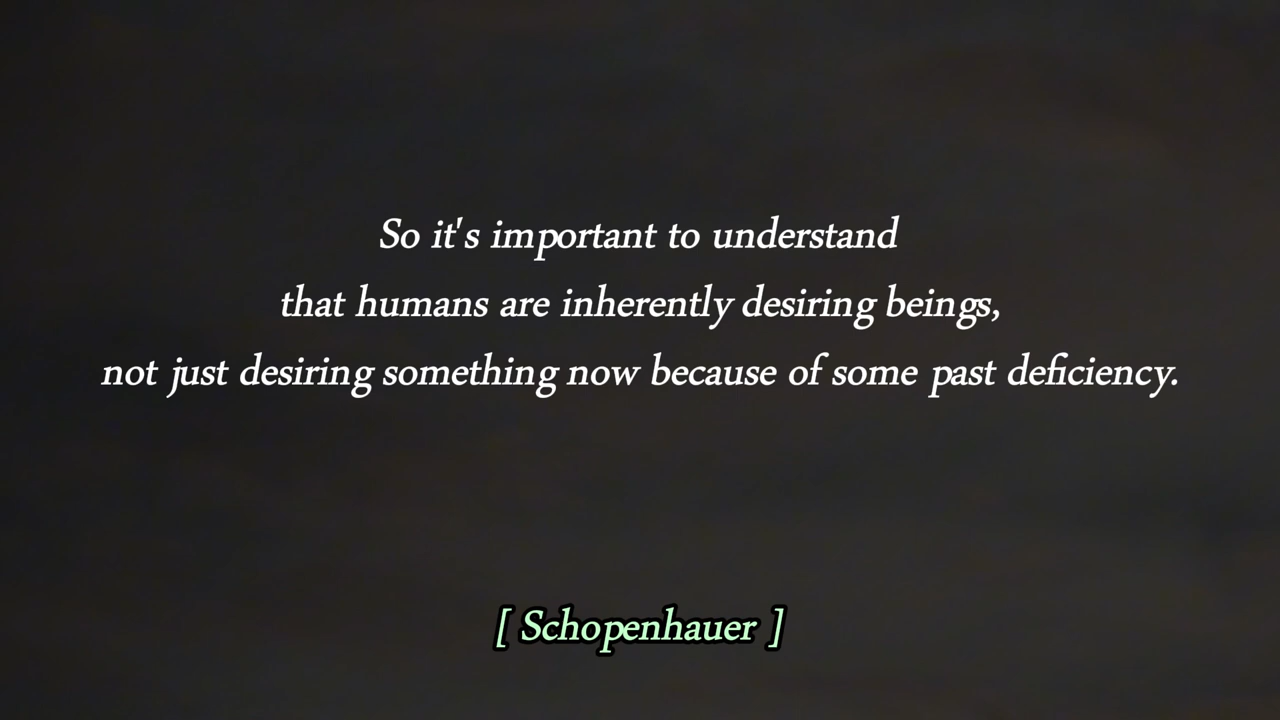 So it's important to understand
that humans are inherently desiring beings,
not just desiring something now because of some past deficiency.
[ Schopenhauer ]